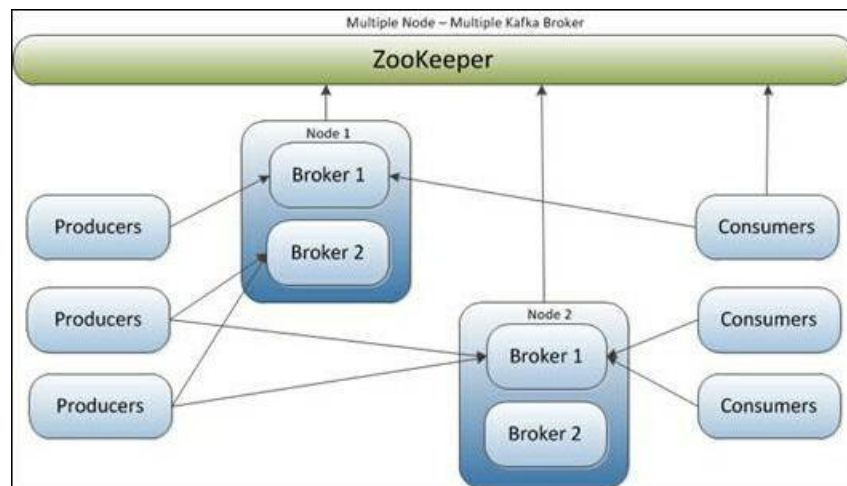 Multiple Node – Multiple Kafka Broker
ZooKeeper
Node 1
Broker 1
Broker 2
Producers
Producers
Producers
Node 2
Broker 1
Broker 2
Consumers
Consumers
Consumers